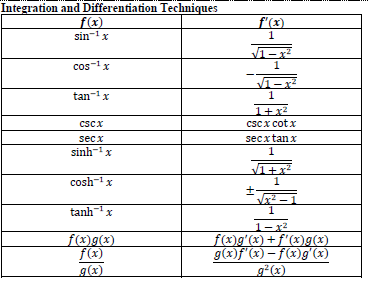 Integration and Differentiation Techniques
f(x) f′(x)
sin⁻¹ x 1/√(1−x²)
cos⁻¹ x −1/√(1−x²)
tan⁻¹ x 1/(1+x²)
csc x csc x cot x
sec x sec x tan x
sinh⁻¹ x 1/√(1+x²)
cosh⁻¹ x ±1/√(x²−1)
tanh⁻¹ x 1/(1−x²)
f(x)g(x) f(x)g′(x) + f′(x)g(x)
f(x)/g(x) (g(x)f′(x) − f(x)g′(x))/g²(x)